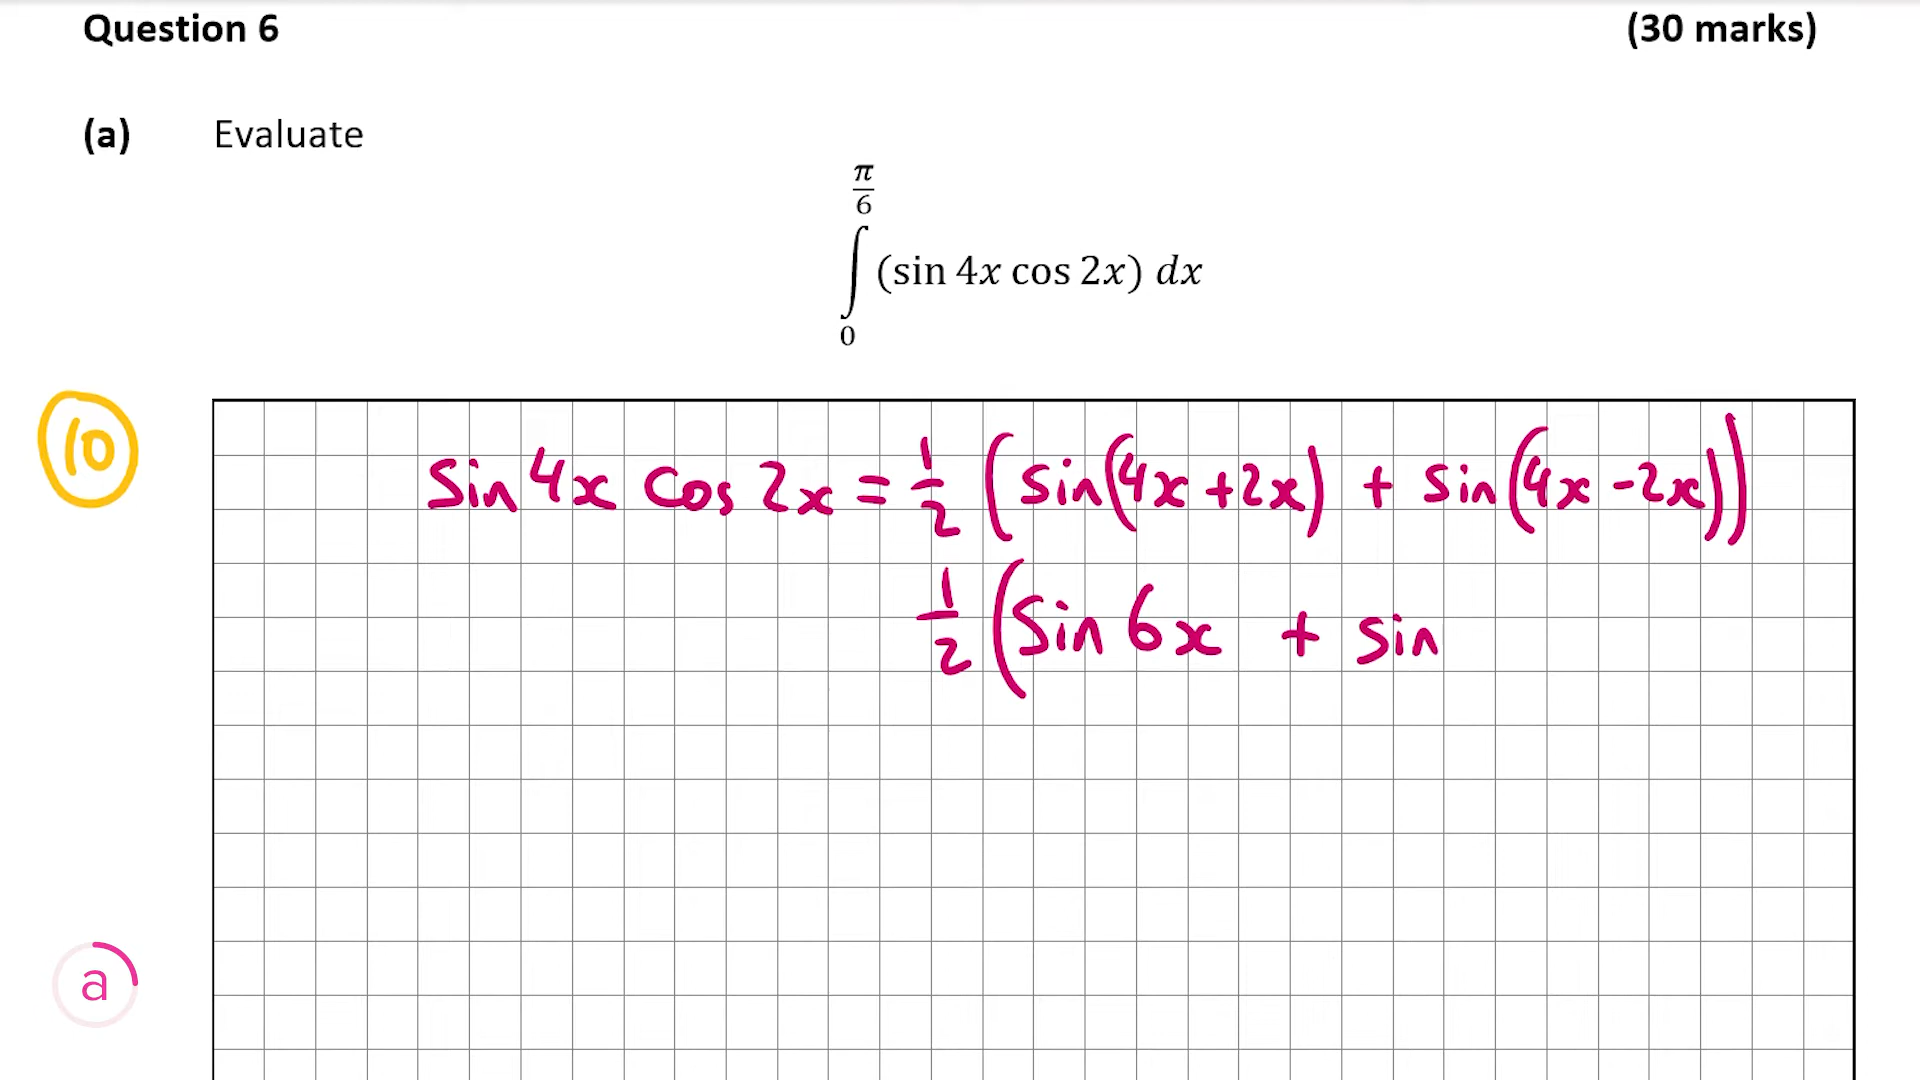 Question 6 (30 marks)
(a) Evaluate
π/6
∫ (sin 4x cos 2x) dx
0
10
Sin 4x Cos 2x = 1/2 (sin(4x+2x) + sin(4x-2x))
1/2 (Sin 6x + sin
a